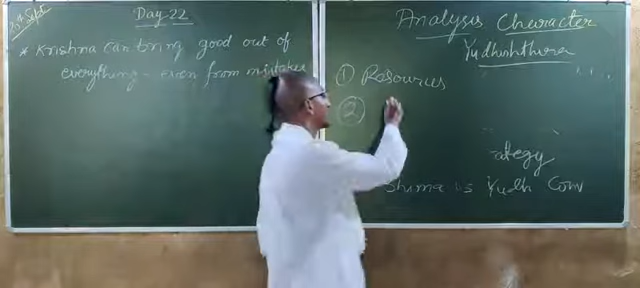 Day-22
* Krishna can bring good out of
everything - even from mistakes
Analysis Character
Yudhishthira
① Resources
②
ategy
Bhima vs Yudh Conv